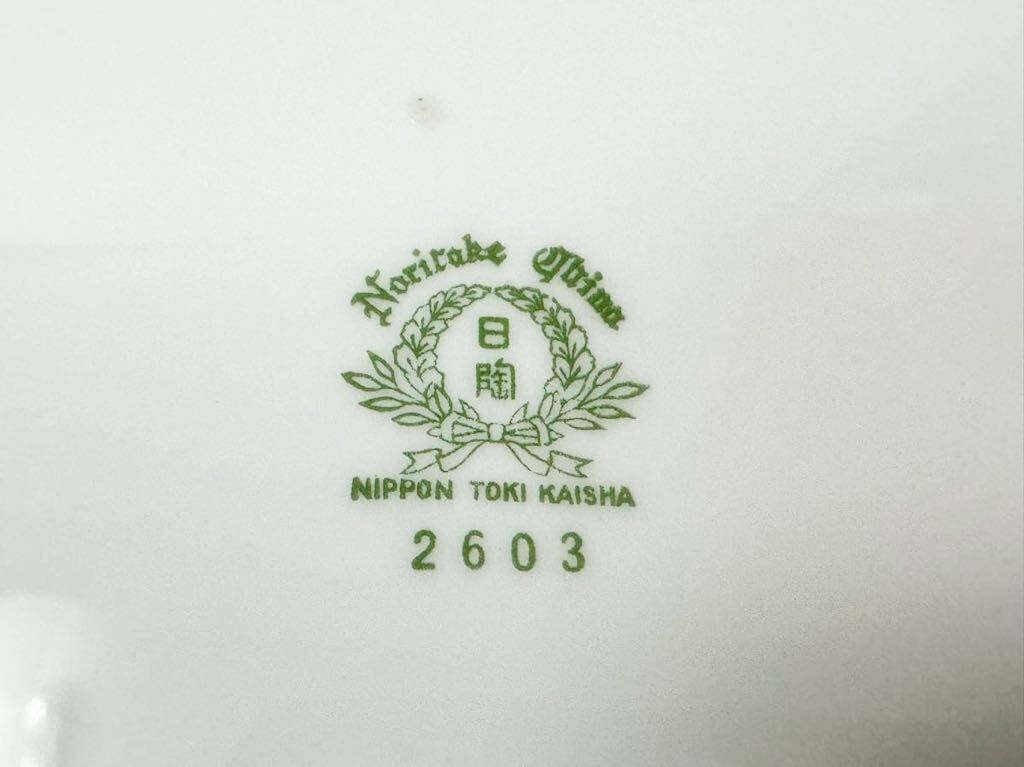 Noritake China
日
陶
NIPPON TOKI KAISHA
2603